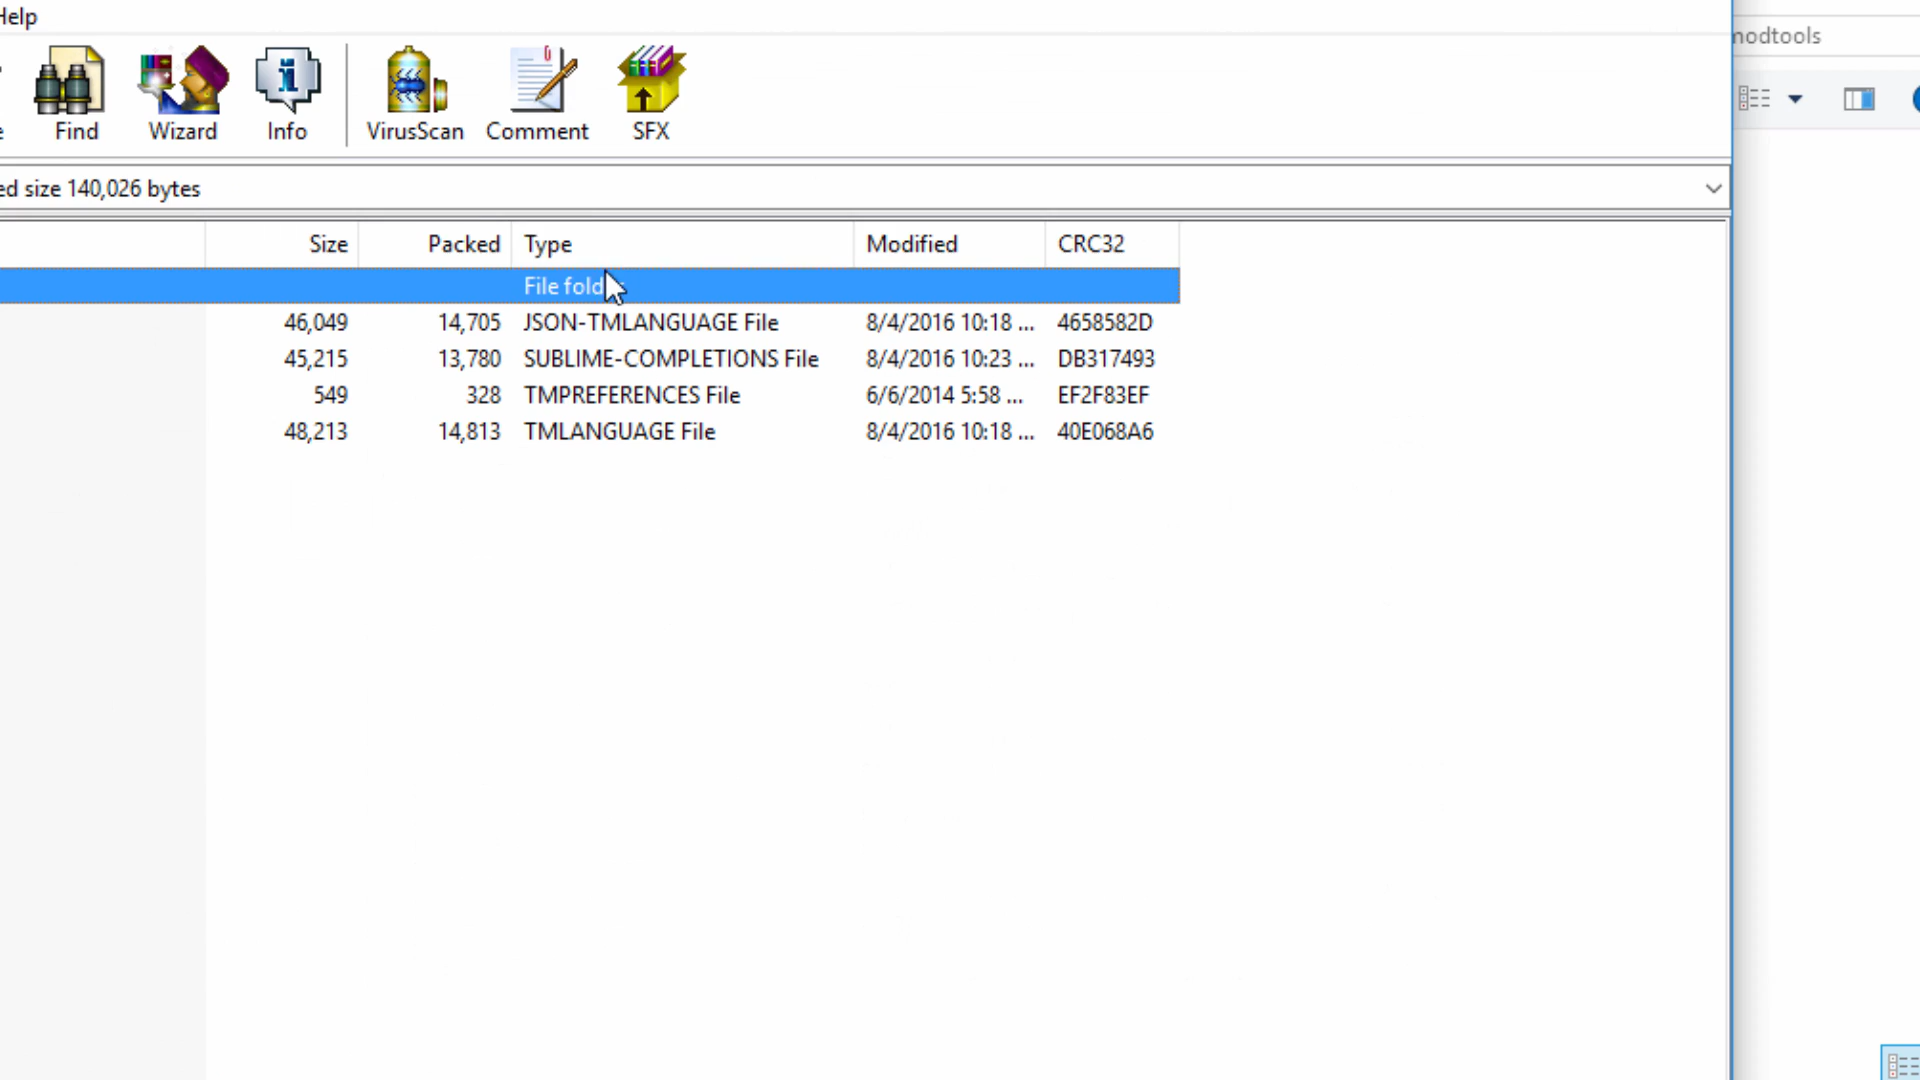 Help
Find Wizard Info VirusScan Comment SFX
ed size 140,026 bytes
Size Packed Type Modified CRC32
File fold
46,049 14,705 JSON-TMLANGUAGE File 8/4/2016 10:18 ... 4658582D
45,215 13,780 SUBLIME-COMPLETIONS File 8/4/2016 10:23 ... DB317493
549 328 TMPREFERENCES File 6/6/2014 5:58 ... EF2F83EF
48,213 14,813 TMLANGUAGE File 8/4/2016 10:18 ... 40E068A6
modtools